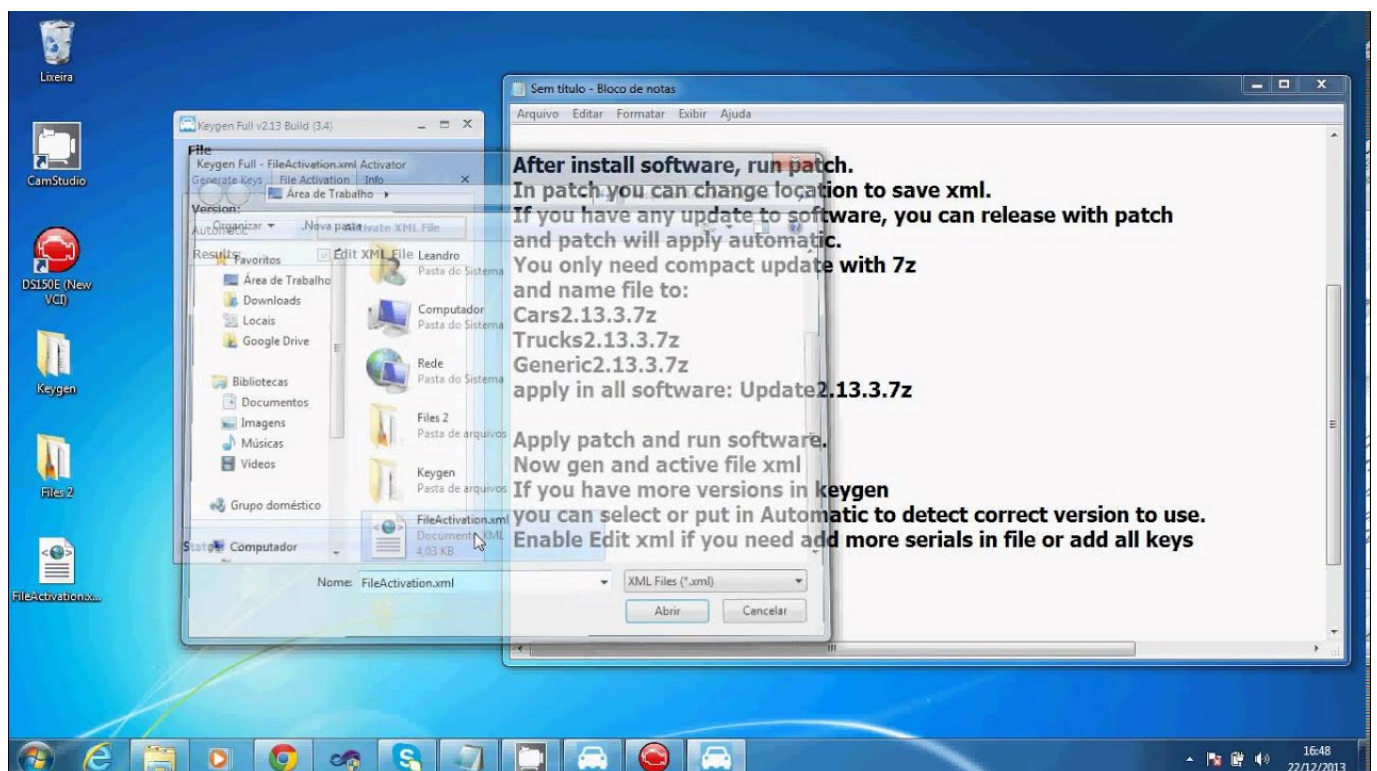 Lixeira
CamStudio
DS150E (New
VCI)
Keygen
Files 2
FileActivation.x...
Keygen Full v2.13 Build (3.4)
File
Keygen Full - FileActivation.xml Activator
Generate Keys File Activation Info
Área de Trabalho
Version:
Automatic
Organizar
Nova pasta
Activate XML File
Results:
Edit XML File
Favoritos
Área de Trabalho
Downloads
Locais
Google Drive
Bibliotecas
Documentos
Imagens
Músicas
Vídeos
Grupo doméstico
Computador
Leandro
Pasta do Sistema
Computador
Pasta do Sistema
Rede
Pasta do Sistema
Files 2
Pasta de arquivos
Keygen
Pasta de arquivos
FileActivation.xml
Documento XML
4,03 KB
Nome: FileActivation.xml
XML Files (*.xml)
Abrir Cancelar
Sem título - Bloco de notas
Arquivo Editar Formatar Exibir Ajuda
After install software, run patch.
In patch you can change location to save xml.
If you have any update to software, you can release with patch
and patch will apply automatic.
You only need compact update with 7z
and name file to:
Cars2.13.3.7z
Trucks2.13.3.7z
Generic2.13.3.7z
apply in all software: Update2.13.3.7z
Apply patch and run software.
Now gen and active file xml
If you have more versions in keygen
you can select or put in Automatic to detect correct version to use.
Enable Edit xml if you need add more serials in file or add all keys
16:48
22/12/2013